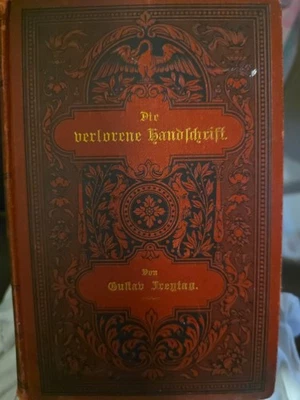 Die
verlorene Handschrift.
Von
Gustav Freytag.